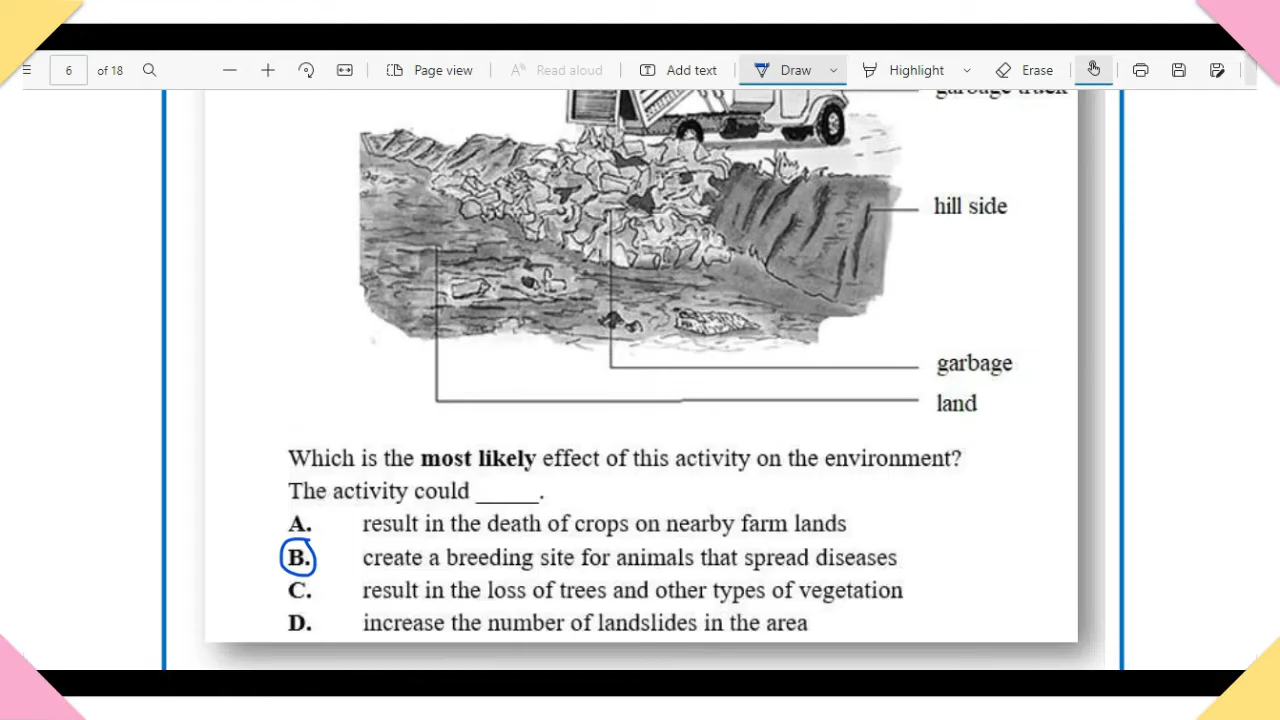 6 of 18 Page view Read aloud Add text Draw Highlight Erase
garbage truck
hill side
garbage
land
Which is the most likely effect of this activity on the environment?
The activity could _____.
A. result in the death of crops on nearby farm lands
B. create a breeding site for animals that spread diseases
C. result in the loss of trees and other types of vegetation
D. increase the number of landslides in the area